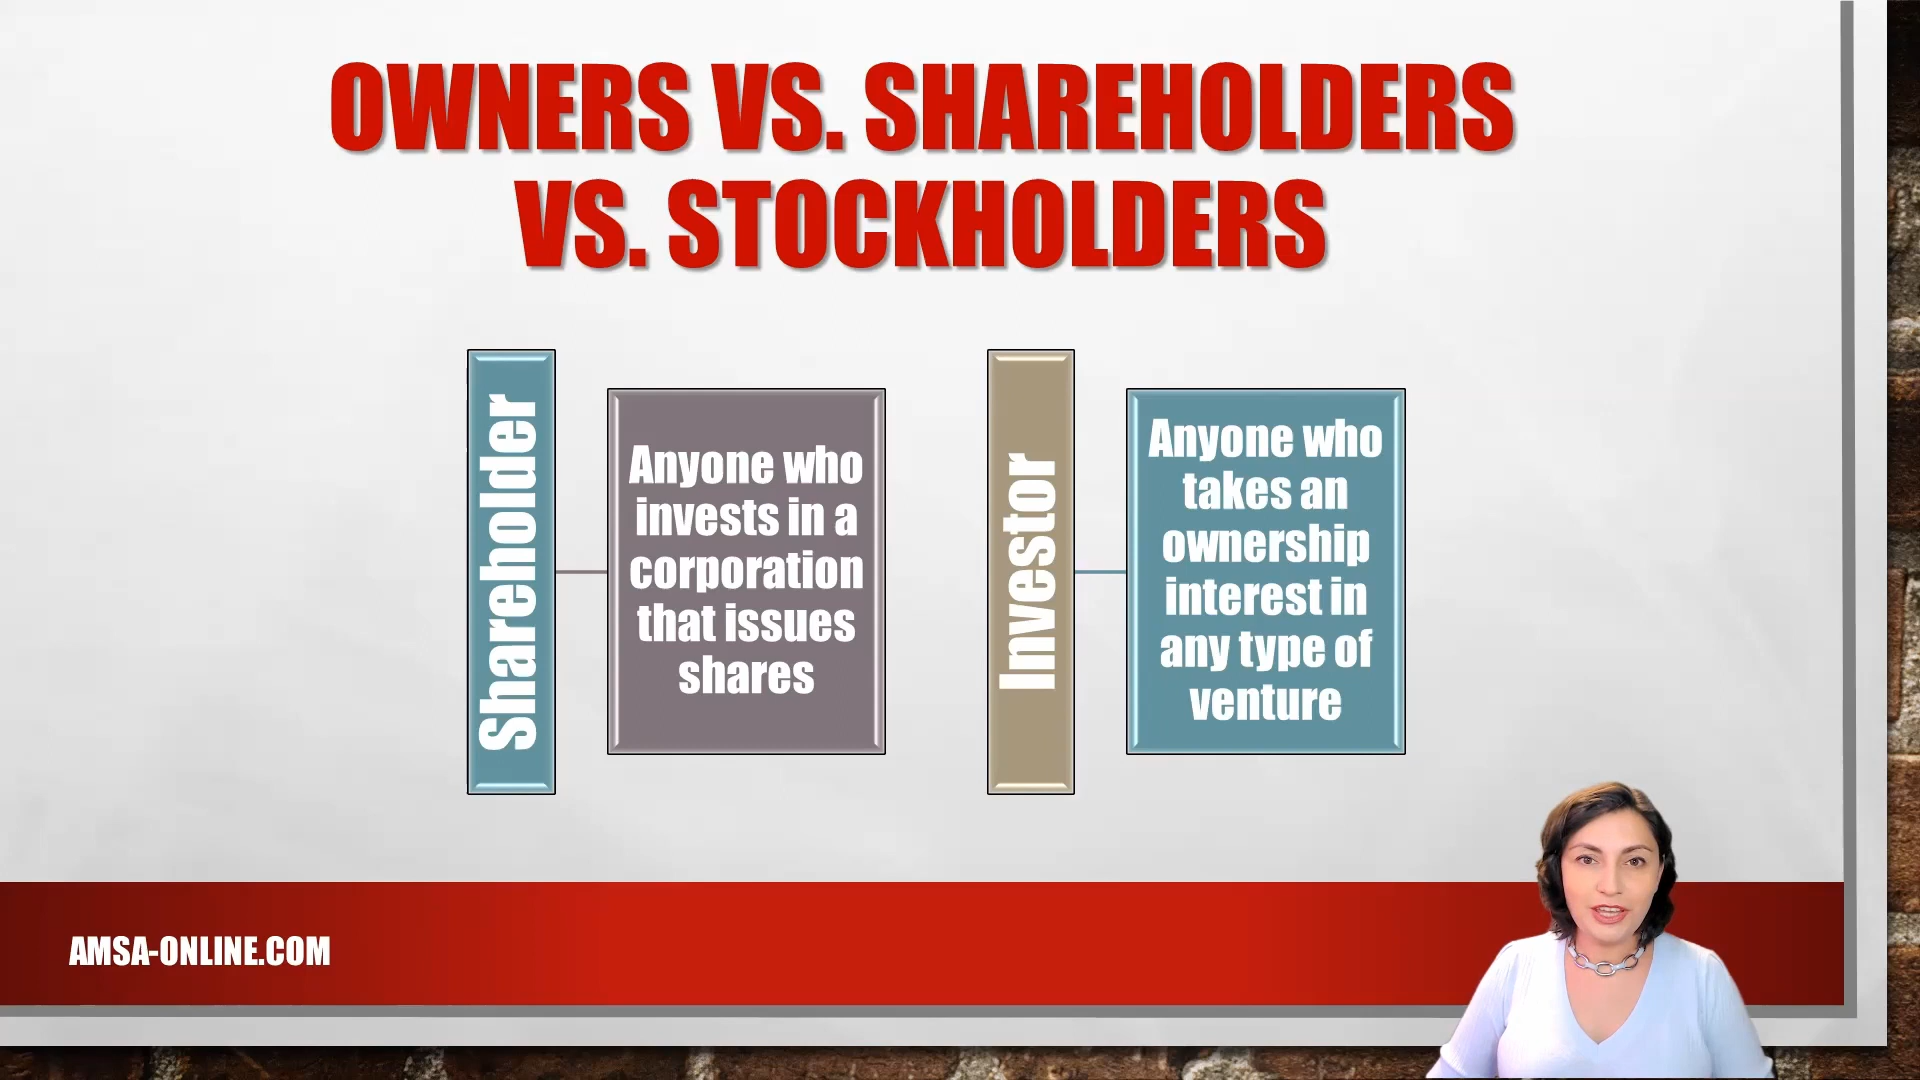 OWNERS VS. SHAREHOLDERS
VS. STOCKHOLDERS
Shareholder
Anyone who
invests in a
corporation
that issues
shares
Investor
Anyone who
takes an
ownership
interest in
any type of
venture
AMSA-ONLINE.COM